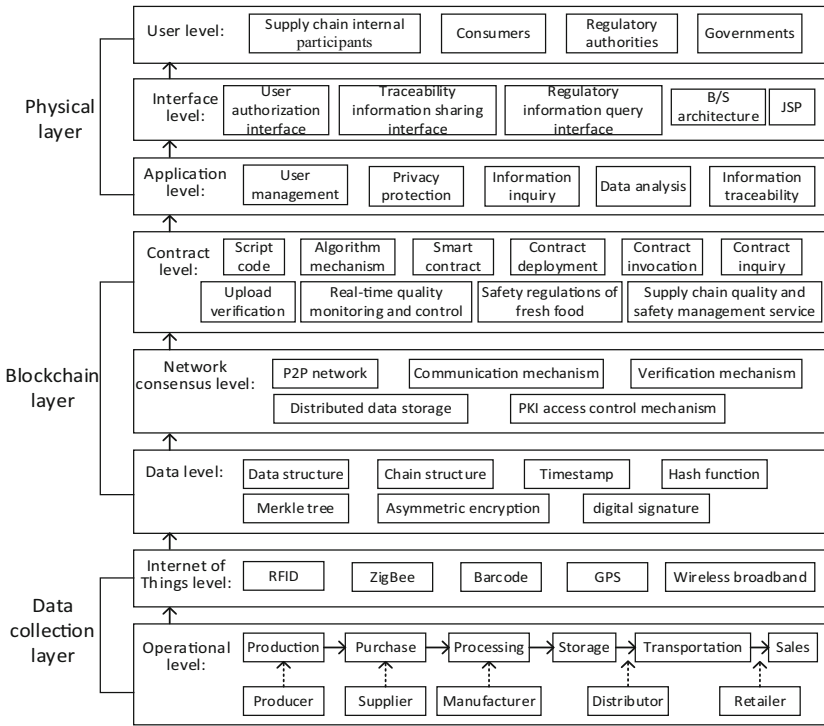 User level:
Supply chain internal
participants
Consumers
Regulatory
authorities
Governments
Physical
layer
Interface
level:
User
authorization
interface
Traceability
information sharing
interface
Regulatory
information query
interface
B/S
architecture
JSP
Application
level:
User
management
Privacy
protection
Information
inquiry
Data analysis
Information
traceability
Blockchain
layer
Contract
level:
Script
code
Algorithm
mechanism
Smart
contract
Contract
deployment
Contract
invocation
Contract
inquiry
Upload
verification
Real-time quality
monitoring and control
Safety regulations of
fresh food
Supply chain quality and
safety management service
Network
consensus level:
P2P network
Communication mechanism
Verification mechanism
Distributed data storage
PKI access control mechanism
Data level:
Data structure
Chain structure
Timestamp
Hash function
Merkle tree
Asymmetric encryption
digital signature
Data
collection
layer
Internet of
Things level:
RFID
ZigBee
Barcode
GPS
Wireless broadband
Operational
level:
Production
Purchase
Processing
Storage
Transportation
Sales
Producer
Supplier
Manufacturer
Distributor
Retailer